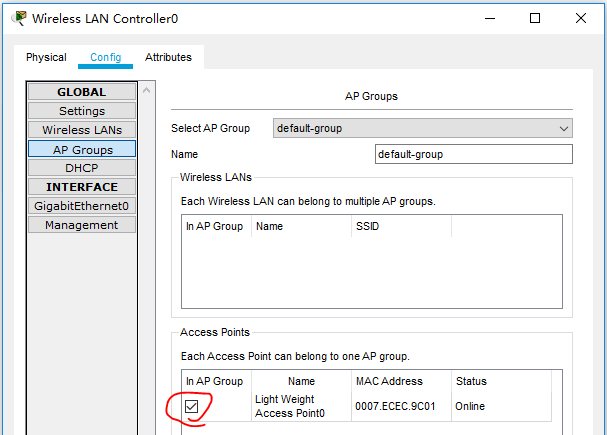 Wireless LAN Controller0
Physical Config Attributes
GLOBAL
Settings
Wireless LANs
AP Groups
DHCP
INTERFACE
GigabitEthernet0
Management
AP Groups
Select AP Group default-group
Name default-group
Wireless LANs
Each Wireless LAN can belong to multiple AP groups.
In AP Group Name SSID
Access Points
Each Access Point can belong to one AP group.
In AP Group Name MAC Address Status
Light Weight
Access Point0 0007.ECEC.9C01 Online